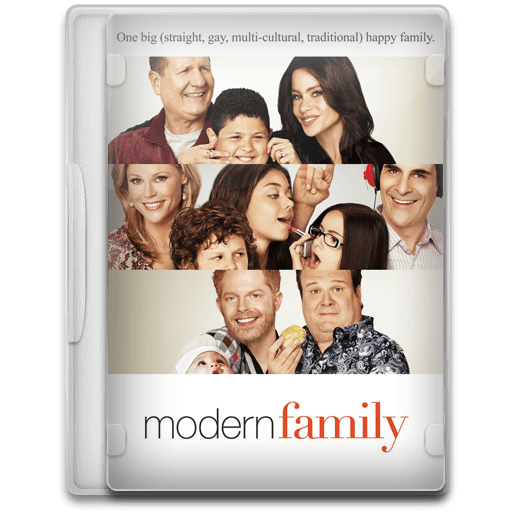 One big (straight, gay, multi-cultural, traditional) happy family.
modern family